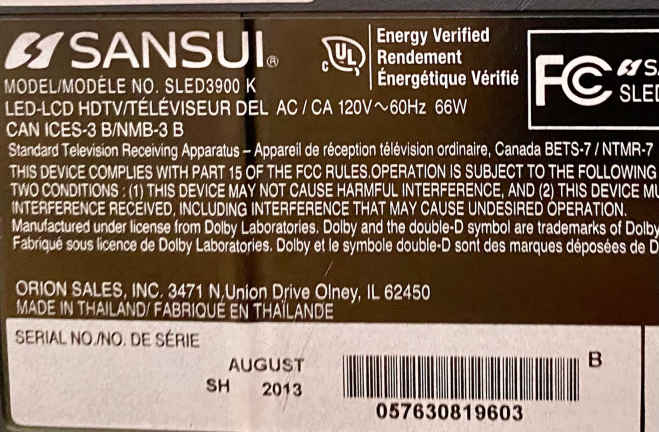 SANSUI®
c UL
Energy Verified
Rendement
Énergétique Vérifié
FC
S
SLE
MODEL/MODÈLE NO. SLED3900 K
LED-LCD HDTV/TÉLÉVISEUR DEL AC / CA 120V~60Hz 66W
CAN ICES-3 B/NMB-3 B
Standard Television Receiving Apparatus – Appareil de réception télévision ordinaire, Canada BETS-7 / NTMR-7
THIS DEVICE COMPLIES WITH PART 15 OF THE FCC RULES.OPERATION IS SUBJECT TO THE FOLLOWING
TWO CONDITIONS : (1) THIS DEVICE MAY NOT CAUSE HARMFUL INTERFERENCE, AND (2) THIS DEVICE MU
INTERFERENCE RECEIVED, INCLUDING INTERFERENCE THAT MAY CAUSE UNDESIRED OPERATION.
Manufactured under license from Dolby Laboratories. Dolby and the double-D symbol are trademarks of Dolby
Fabriqué sous licence de Dolby Laboratories. Dolby et le symbole double-D sont des marques déposées de D
ORION SALES, INC. 3471 N,Union Drive Olney, IL 62450
MADE IN THAILAND/ FABRIQUÉ EN THAÏLANDE
SERIAL NO./NO. DE SÉRIE
AUGUST
SH 2013
B
057630819603